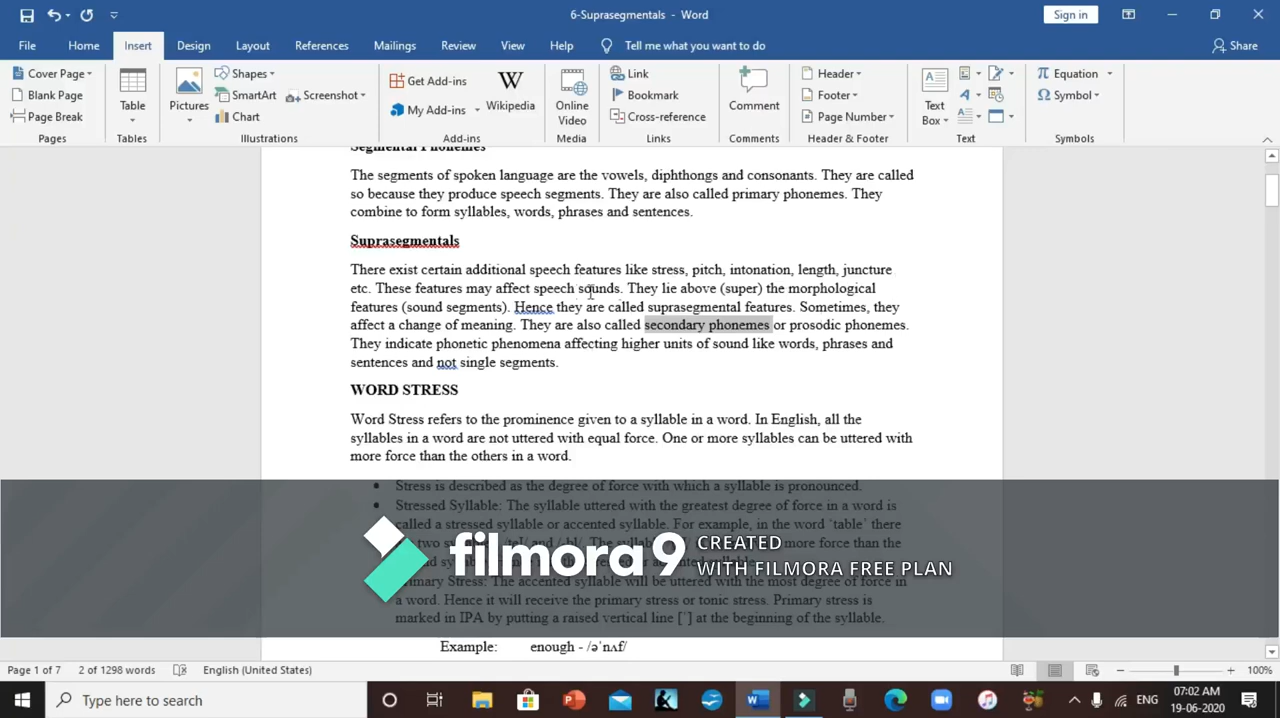 6-Suprasegmentals - Word
Sign in
File Home Insert Design Layout References Mailings Review View Help Tell me what you want to do Share
Cover Page
Blank Page
Page Break
Pages
Table
Tables
Pictures
Shapes
SmartArt
Chart
Screenshot
Illustrations
Get Add-ins
My Add-ins
Wikipedia
Add-ins
Online Video
Media
Link
Bookmark
Cross-reference
Links
Comment
Comments
Header
Footer
Page Number
Header & Footer
Text Box
Text
Equation
Symbol
Symbols
Segmental Phonemes
The segments of spoken language are the vowels, diphthongs and consonants. They are called
so because they produce speech segments. They are also called primary phonemes. They
combine to form syllables, words, phrases and sentences.
Suprasegmentals
There exist certain additional speech features like stress, pitch, intonation, length, juncture
etc. These features may affect speech sounds. They lie above (super) the morphological
features (sound segments). Hence they are called suprasegmental features. Sometimes, they
affect a change of meaning. They are also called secondary phonemes or prosodic phonemes.
They indicate phonetic phenomena affecting higher units of sound like words, phrases and
sentences and not single segments.
WORD STRESS
Word Stress refers to the prominence given to a syllable in a word. In English, all the
syllables in a word are not uttered with equal force. One or more syllables can be uttered with
more force than the others in a word.
• Stress is described as the degree of force with which a syllable is pronounced.
• Stressed Syllable: The syllable uttered with the greatest degree of force in a word is
called a stressed syllable or accented syllable. For example, in the word ‘table’ there
two more force than the
filmora9 CREATED
WITH FILMORA FREE PLAN
Primary Stress: The accented syllable will be uttered with the most degree of force in
a word. Hence it will receive the primary stress or tonic stress. Primary stress is
marked in IPA by putting a raised vertical line [ˈ] at the beginning of the syllable.
Example: enough - /əˈnʌf/
Page 1 of 7 2 of 1298 words English (United States) 100%
Type here to search
ENG
07:02 AM
19-06-2020